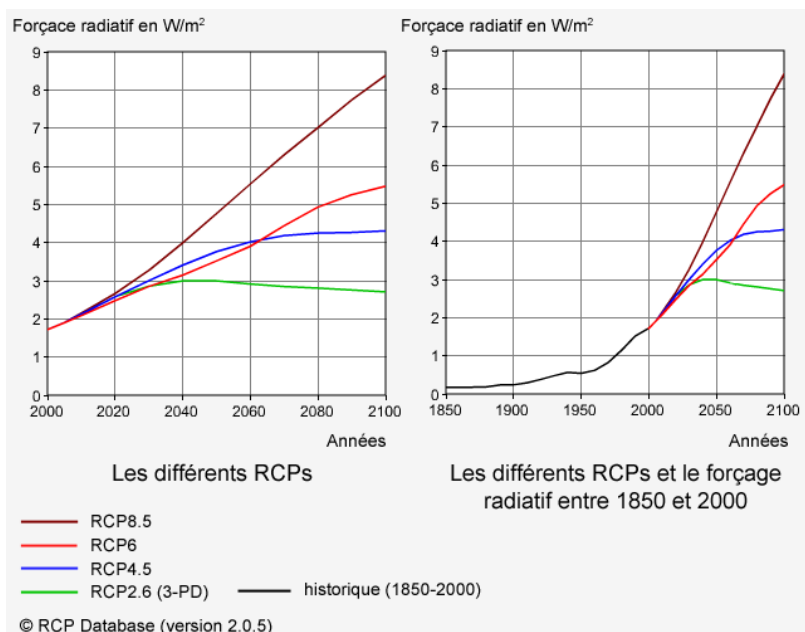 Forçace radiatif en W/m²
9
8
7
6
5
4
3
2
1
0
2000 2020 2040 2060 2080 2100
Années
Les différents RCPs
Forçace radiatif en W/m²
9
8
7
6
5
4
3
2
1
0
1850 1900 1950 2000 2050 2100
Années
Les différents RCPs et le forçage
radiatif entre 1850 et 2000
RCP8.5
RCP6
RCP4.5
RCP2.6 (3-PD)
historique (1850-2000)
© RCP Database (version 2.0.5)